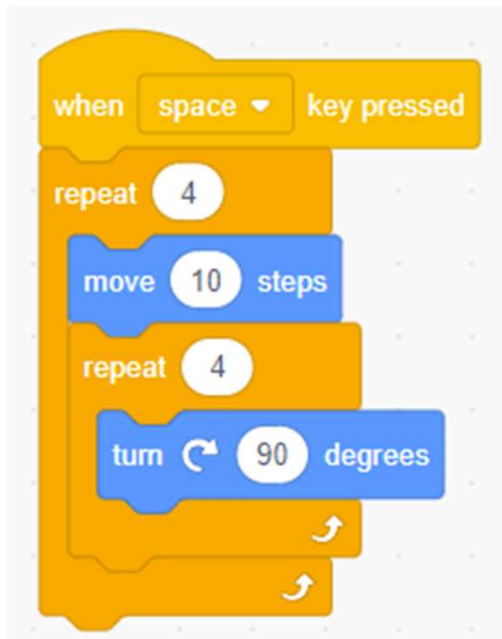 when space key pressed
repeat 4
move 10 steps
repeat 4
turn 90 degrees